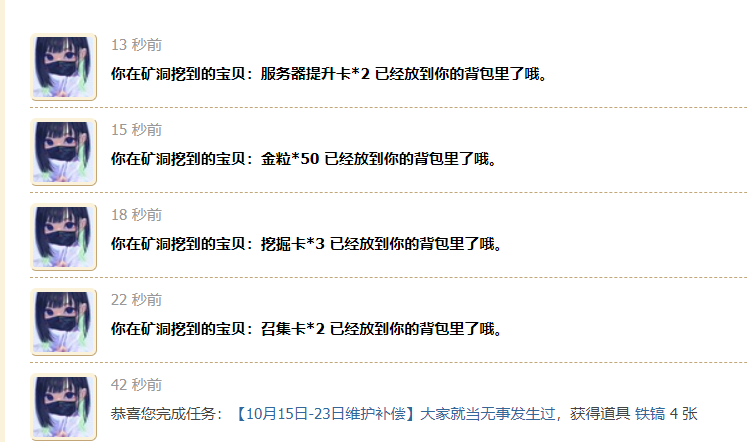 13 秒前
你在矿洞挖到的宝贝：服务器提升卡*2 已经放到你的背包里了哦。
15 秒前
你在矿洞挖到的宝贝：金粒*50 已经放到你的背包里了哦。
18 秒前
你在矿洞挖到的宝贝：挖掘卡*3 已经放到你的背包里了哦。
22 秒前
你在矿洞挖到的宝贝：召集卡*2 已经放到你的背包里了哦。
42 秒前
恭喜您完成任务：【10月15日-23日维护补偿】大家就当无事发生过，获得道具 铁镐 4 张